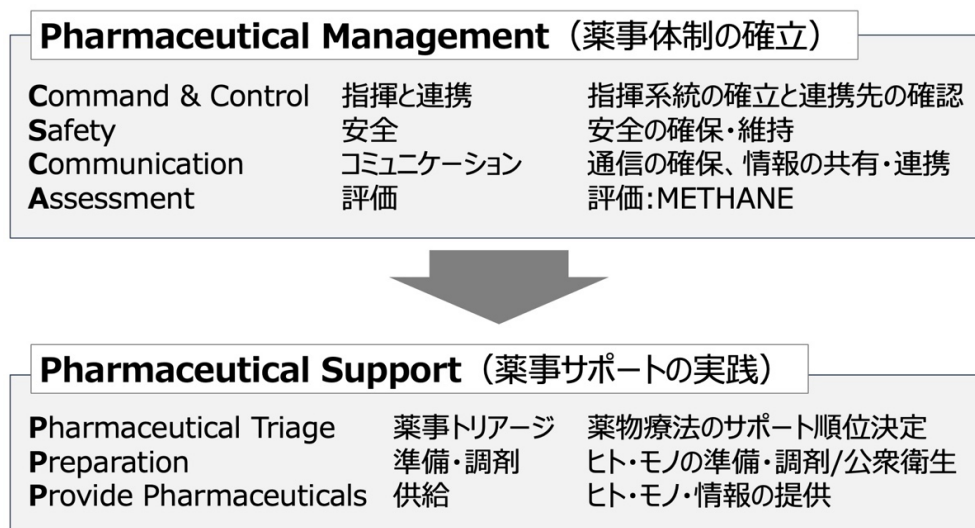 Pharmaceutical Management（薬事体制の確立）
Command & Control 指揮と連携 指揮系統の確立と連携先の確認
Safety 安全 安全の確保・維持
Communication コミュニケーション 通信の確保、情報の共有・連携
Assessment 評価 評価:METHANE
Pharmaceutical Support（薬事サポートの実践）
Pharmaceutical Triage 薬事トリアージ 薬物療法のサポート順位決定
Preparation 準備・調剤 ヒト・モノの準備・調剤/公衆衛生
Provide Pharmaceuticals 供給 ヒト・モノ・情報の提供